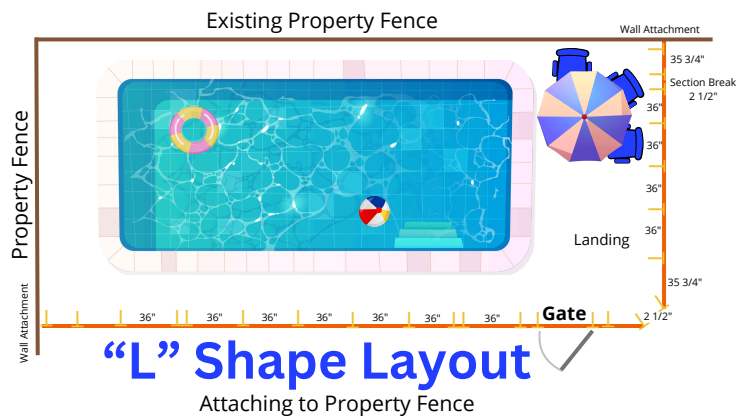 Existing Property Fence
Wall Attachment
35 3/4"
Section Break
2 1/2"
36"
36"
36"
36"
Landing
35 3/4"
2 1/2"
Property Fence
Wall Attachment
36"
36"
36"
36"
36"
36"
Gate
“L” Shape Layout
Attaching to Property Fence